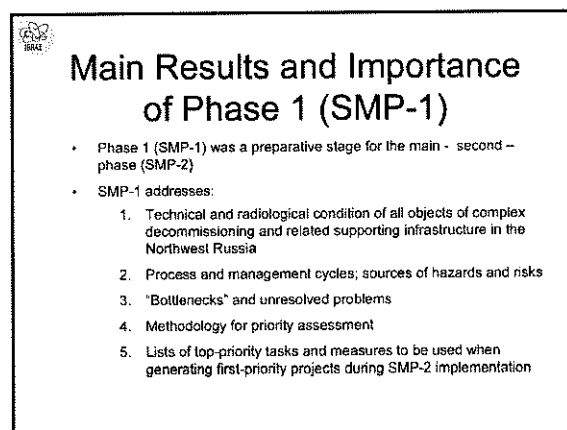 IBRAE
Main Results and Importance
of Phase 1 (SMP-1)
• Phase 1 (SMP-1) was a preparative stage for the main - second –
phase (SMP-2)
• SMP-1 addresses:
1. Technical and radiological condition of all objects of complex
decommissioning and related supporting infrastructure in the
Northwest Russia
2. Process and management cycles; sources of hazards and risks
3. "Bottlenecks" and unresolved problems
4. Methodology for priority assessment
5. Lists of top-priority tasks and measures to be used when
generating first-priority projects during SMP-2 implementation